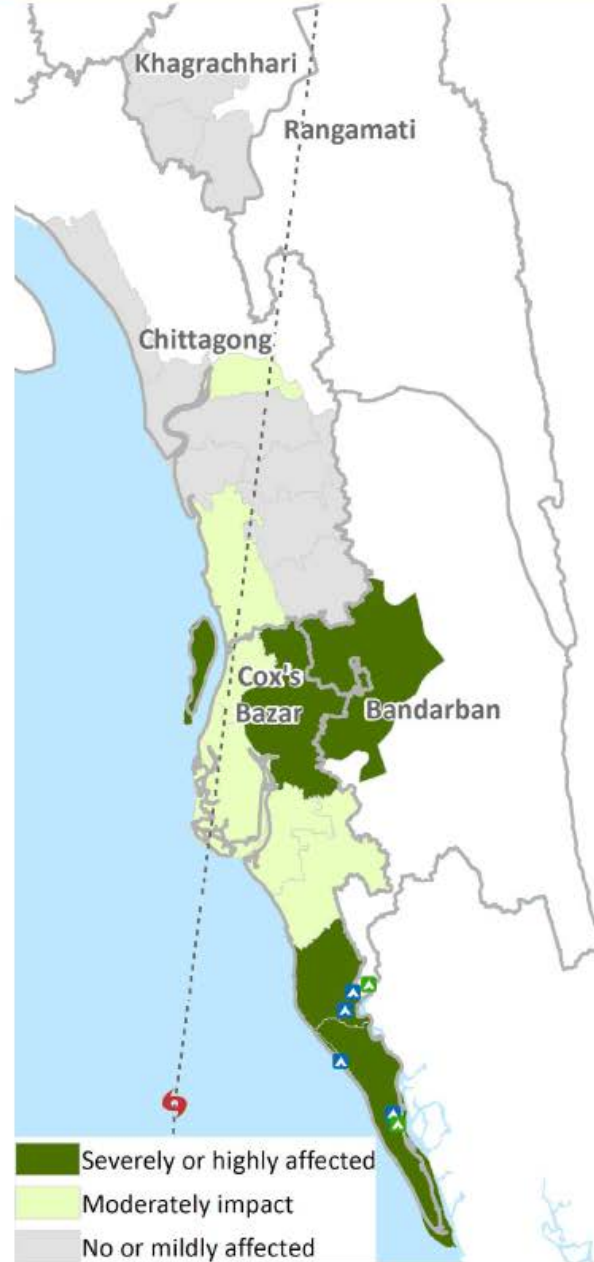 Khagrachhari
Rangamati
Chittagong
Cox's
Bazar
Bandarban
Severely or highly affected
Moderately impact
No or mildly affected